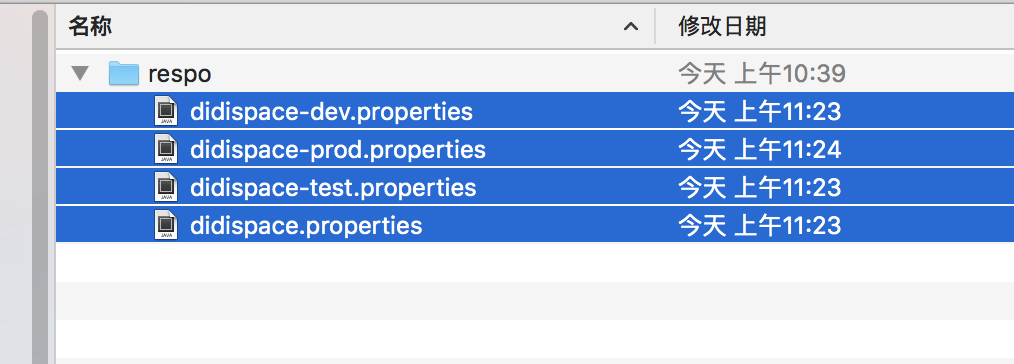 名称 修改日期
respo 今天 上午10:39
didispace-dev.properties 今天 上午11:23
didispace-prod.properties 今天 上午11:24
didispace-test.properties 今天 上午11:23
didispace.properties 今天 上午11:23